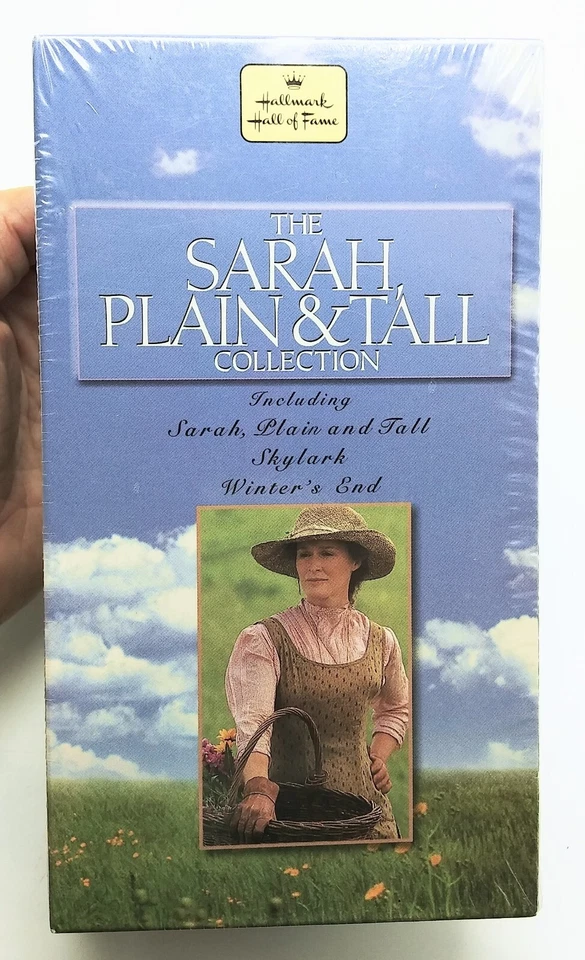 Hallmark
Hall of Fame
THE
SARAH,
PLAIN & TALL
COLLECTION
Including
Sarah, Plain and Tall
Skylark
Winter's End